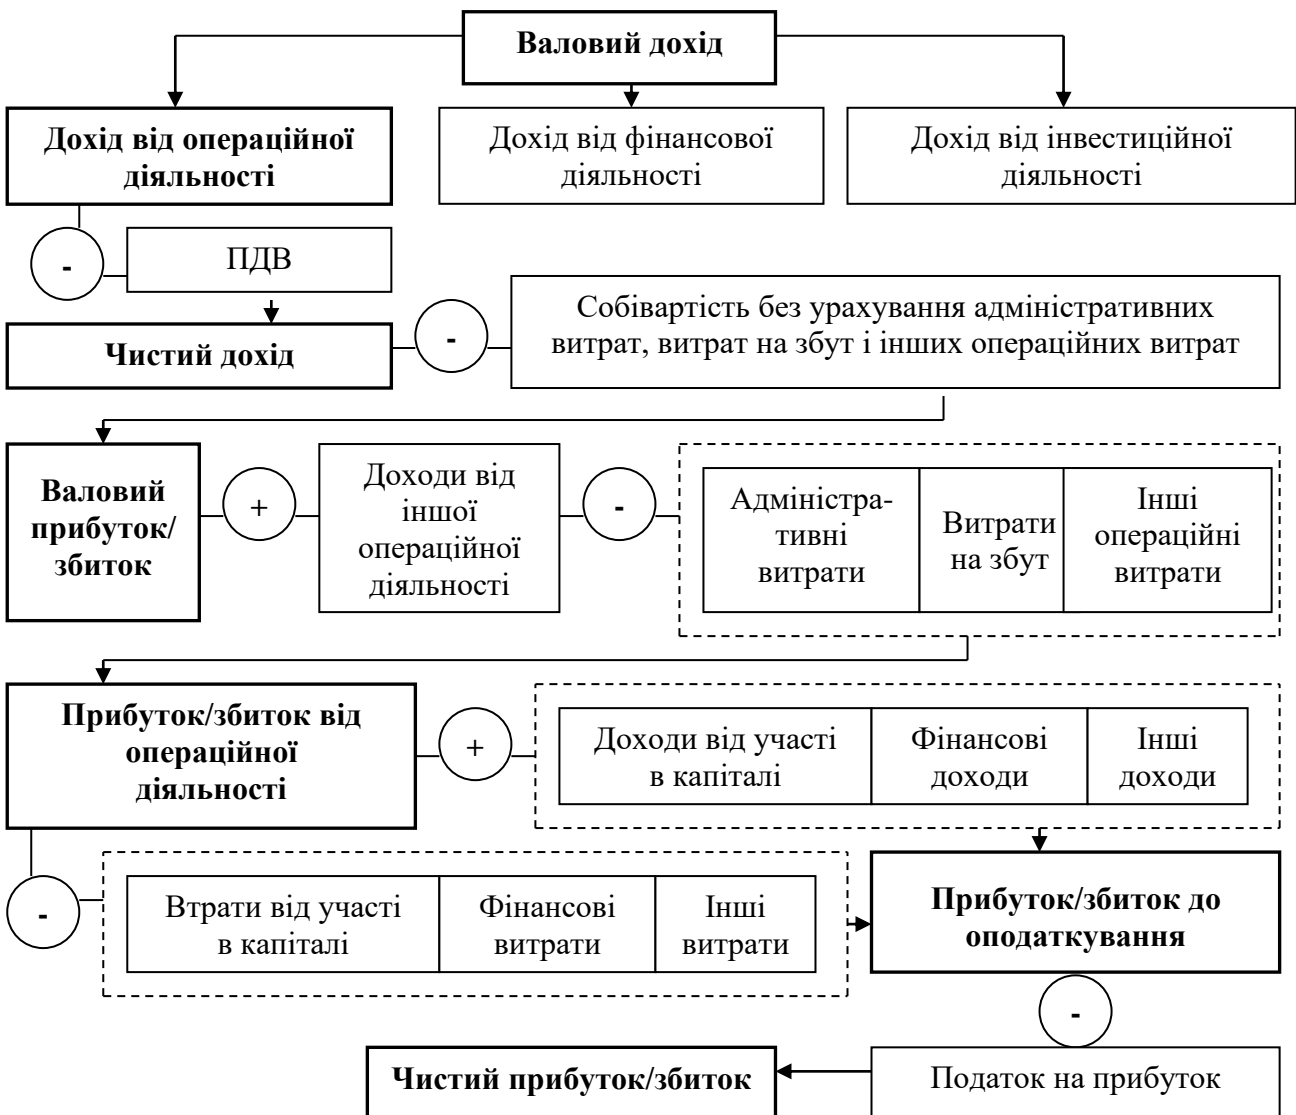 Валовий дохід
Дохід від операційної
діяльності
Дохід від фінансової
діяльності
Дохід від інвестиційної
діяльності
-
ПДВ
Чистий дохід
-
Собівартість без урахування адміністративних
витрат, витрат на збут і інших операційних витрат
Валовий
прибуток/
збиток
+
Доходи від
іншої
операційної
діяльності
-
Адміністра-
тивні
витрати
Витрати
на збут
Інші
операційні
витрати
Прибуток/збиток від
операційної
діяльності
+
Доходи від участі
в капіталі
Фінансові
доходи
Інші
доходи
-
Втрати від участі
в капіталі
Фінансові
витрати
Інші
витрати
Прибуток/збиток до
оподаткування
-
Чистий прибуток/збиток
Податок на прибуток